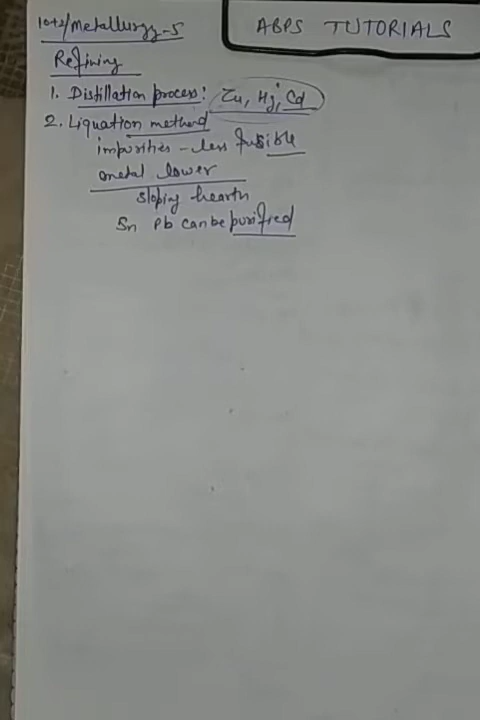 10+2/Metallurgy-5
ABPS TUTORIALS
Refining
1. Distillation process: Zn, Hg, Cd
2. Liquation method
impurities - less fusible
metal lower
sloping hearth
Sn Pb can be purified